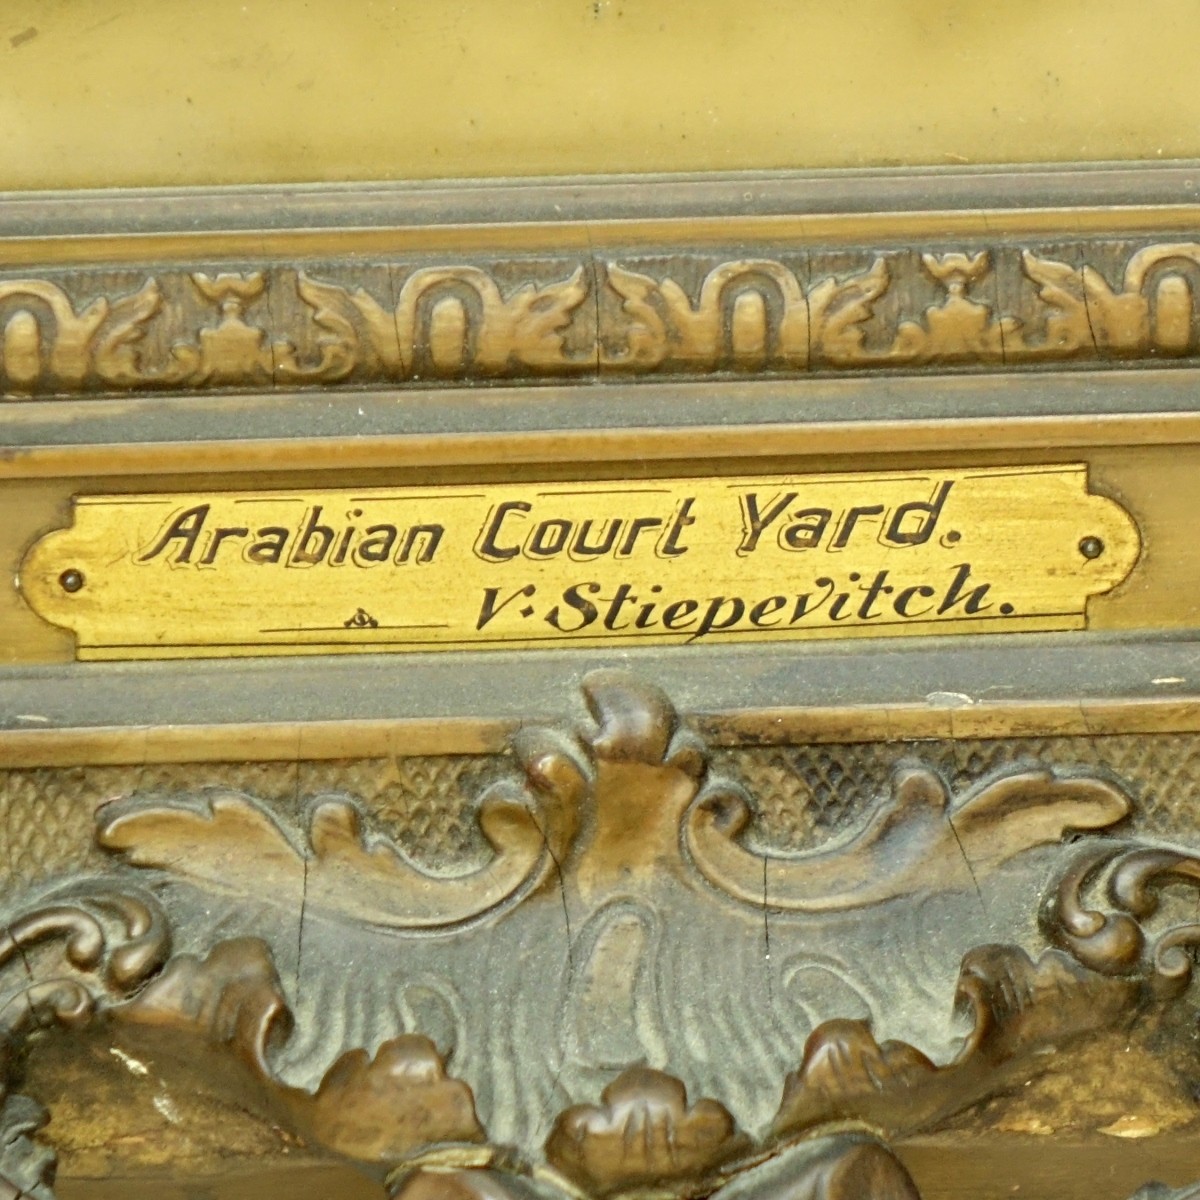 Arabian Court Yard.
V. Stiepevitch.